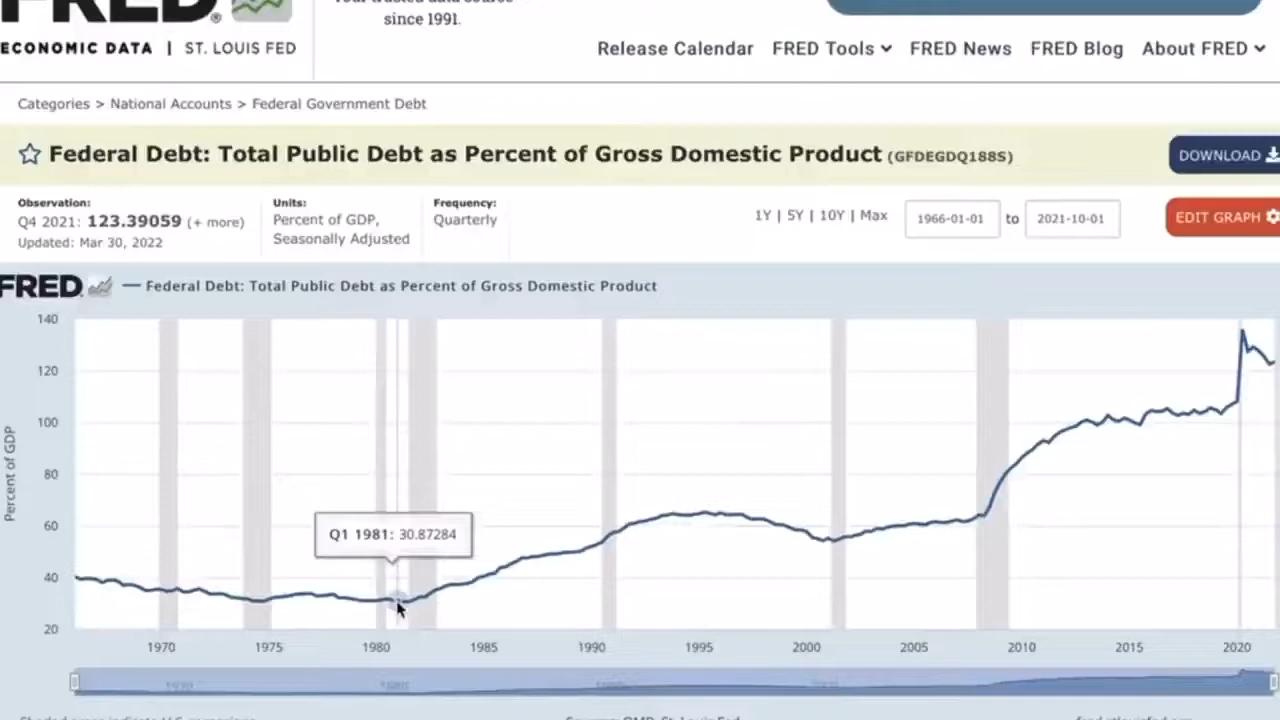 FRED®
since 1991.
ECONOMIC DATA | ST. LOUIS FED
Release Calendar FRED Tools FRED News FRED Blog About FRED
Categories > National Accounts > Federal Government Debt
Federal Debt: Total Public Debt as Percent of Gross Domestic Product (GFDEGDQ188S)
DOWNLOAD
Observation:
Q4 2021: 123.39059 (+ more)
Updated: Mar 30, 2022
Units:
Percent of GDP,
Seasonally Adjusted
Frequency:
Quarterly
1Y | 5Y | 10Y | Max
1966-01-01 to 2021-10-01
EDIT GRAPH
FRED
Federal Debt: Total Public Debt as Percent of Gross Domestic Product
Percent of GDP
140
120
100
80
60
40
20
Q1 1981: 30.87284
1970 1975 1980 1985 1990 1995 2000 2005 2010 2015 2020
1970 1980